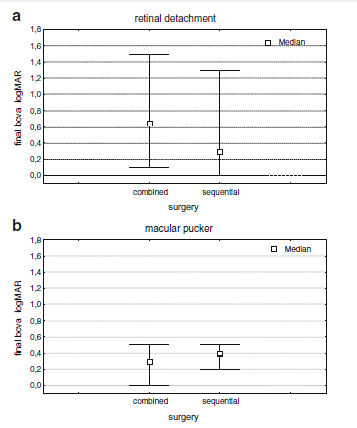 a
retinal detachment
1,8
1,6
1,4
1,2
1,0
0,8
0,6
0,4
0,2
0,0
final bcva logMAR
Median
combined sequential
surgery
b
macular pucker
1,8
1,6
1,4
1,2
1,0
0,8
0,6
0,4
0,2
0,0
final bcva logMAR
Median
combined sequential
surgery